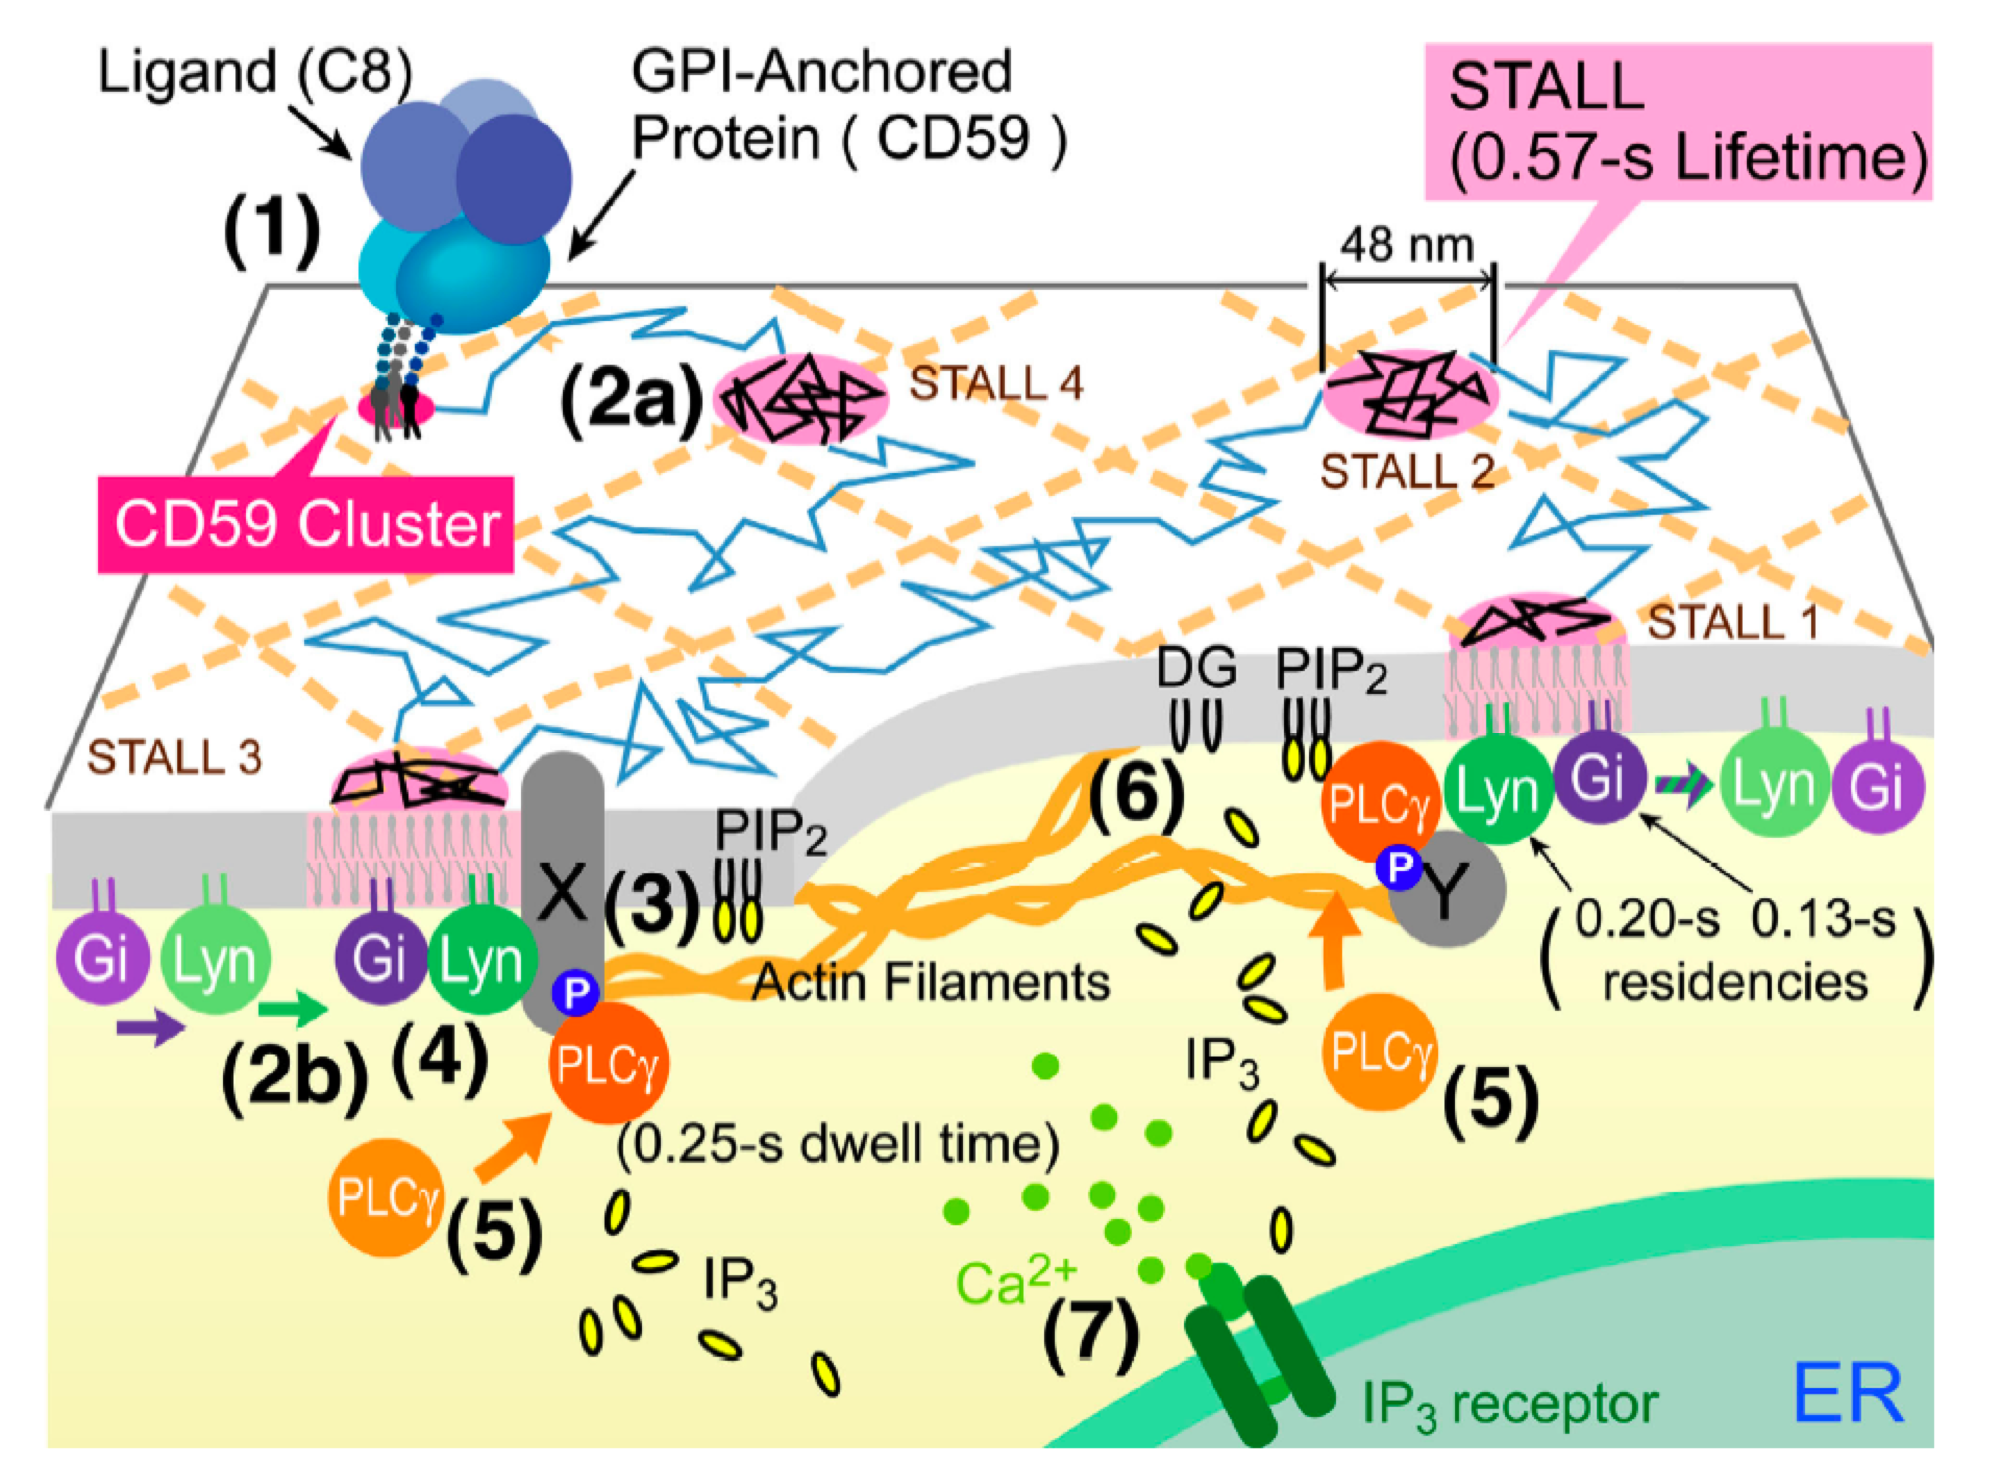 Ligand (C8)
GPI-Anchored
Protein ( CD59 )
STALL
(0.57-s Lifetime)
(1)
48 nm
(2a)
STALL 4
STALL 2
CD59 Cluster
STALL 1
STALL 3
DG
PIP2
(6)
PLCγ
Lyn
Gi
Lyn
Gi
P
Y
PIP2
X
(3)
0.20-s 0.13-s
( residencies )
Gi
Lyn
Gi
Lyn
P
Actin Filaments
(2b)
(4)
PLCγ
IP3
PLCγ
(5)
(0.25-s dwell time)
PLCγ
(5)
IP3
Ca2+
(7)
IP3 receptor
ER